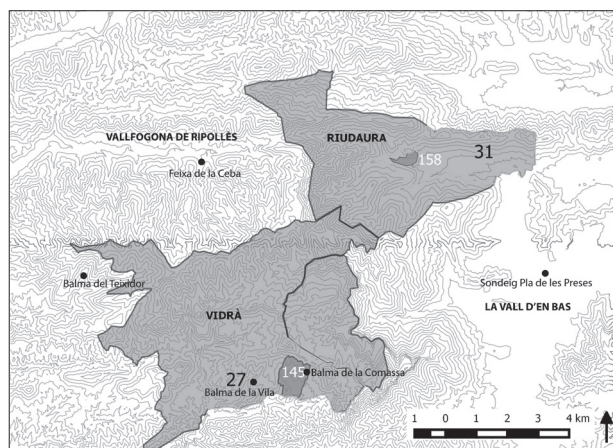 VALLFOGONA DE RIPOLLÈS
RIUDAURA
31
158
Feixa de la Ceba
Balma del Teixidor
Sondeig Pla de les Preses
LA VALL D'EN BAS
VIDRÀ
27
145
Balma de la Comassa
Balma de la Vila
1 0 1 2 3 4 km